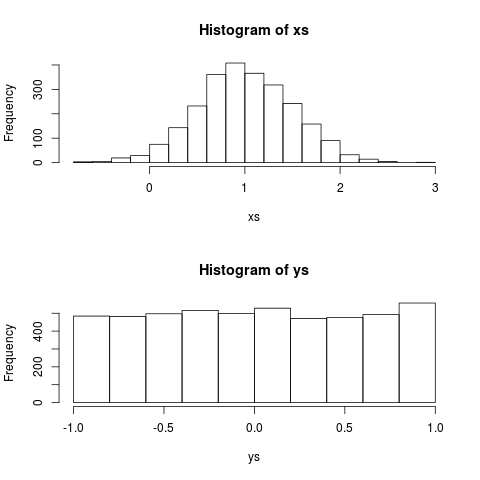 Histogram of xs
Frequency
0 100 300
0 1 2 3
xs
Histogram of ys
Frequency
0 200 400
-1.0 -0.5 0.0 0.5 1.0
ys